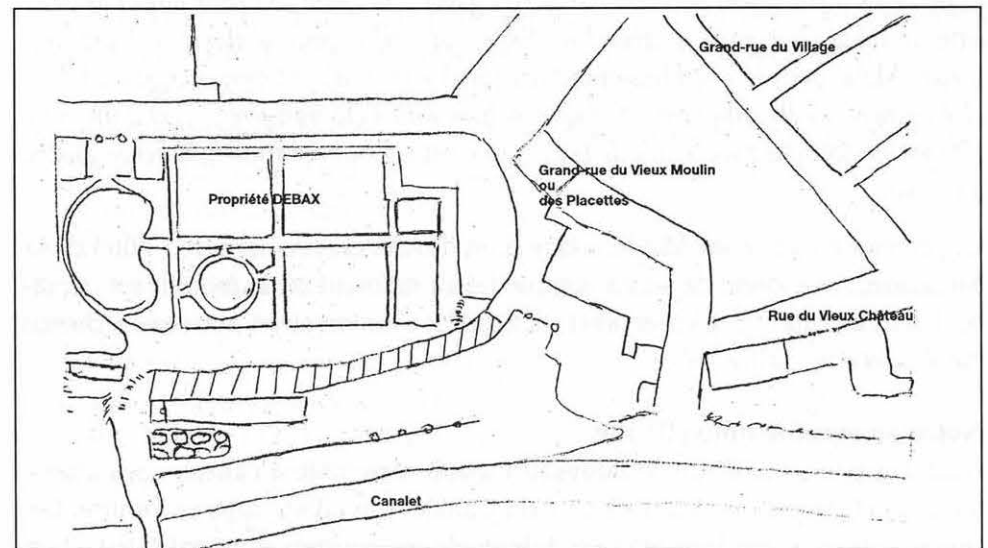 Grand-rue du Village
Grand-rue du Vieux Moulin
ou
des Placettes
Propriété DEBAX
Rue du Vieux Château
Canalet